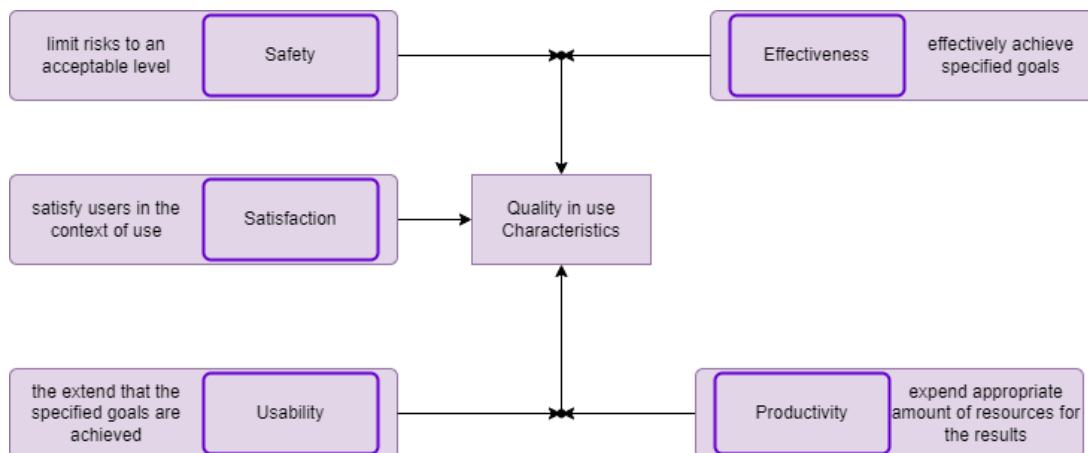 limit risks to an
acceptable level
Safety
Effectiveness
effectively achieve
specified goals
satisfy users in the
context of use
Satisfaction
Quality in use
Characteristics
the extend that the
specified goals are
achieved
Usability
Productivity
expend appropriate
amount of resources for
the results